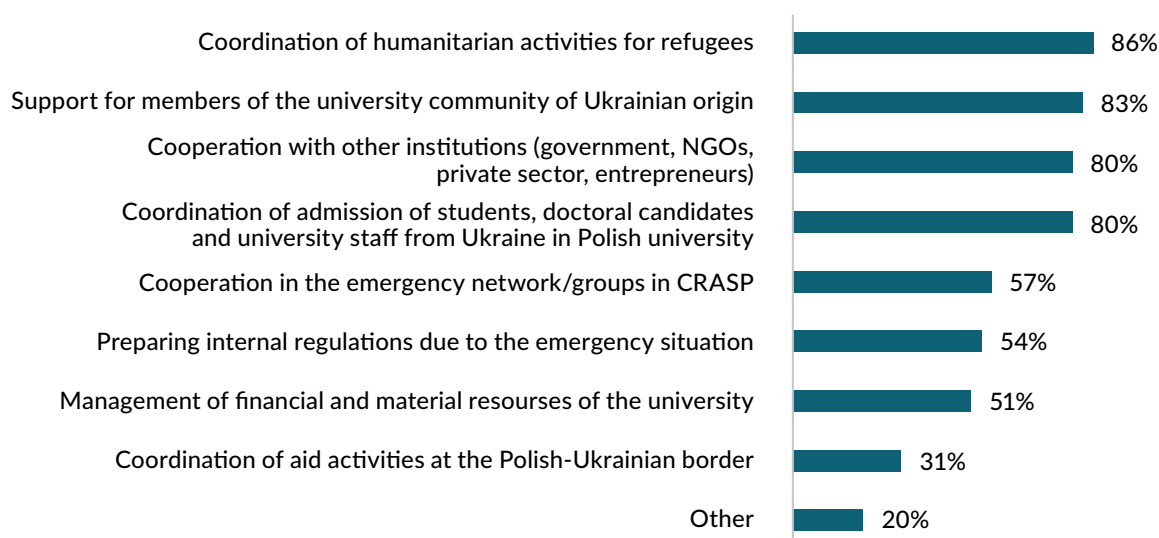 Coordination of humanitarian activities for refugees 86%
Support for members of the university community of Ukrainian origin 83%
Cooperation with other institutions (government, NGOs,
private sector, entrepreneurs) 80%
Coordination of admission of students, doctoral candidates
and university staff from Ukraine in Polish university 80%
Cooperation in the emergency network/groups in CRASP 57%
Preparing internal regulations due to the emergency situation 54%
Management of financial and material resourses of the university 51%
Coordination of aid activities at the Polish-Ukrainian border 31%
Other 20%